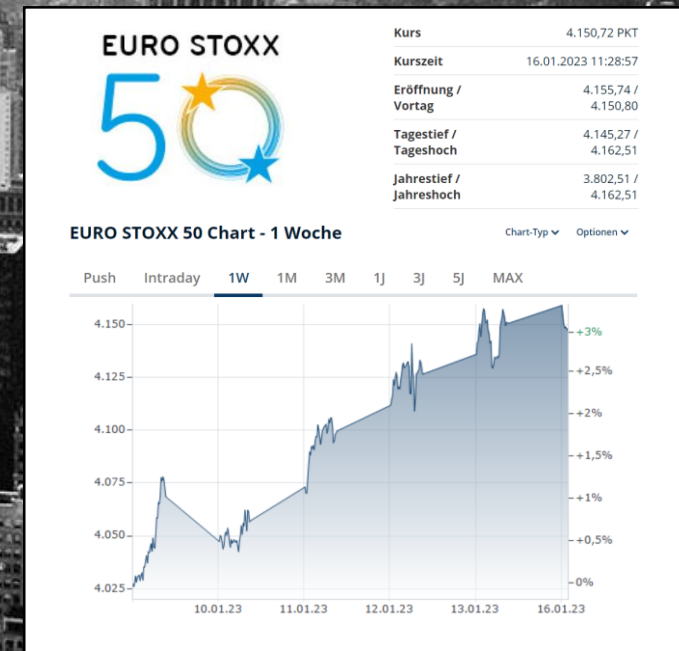 EURO STOXX
50
Kurs 4.150,72 PKT
Kurszeit 16.01.2023 11:28:57
Eröffnung / 4.155,74 /
Vortag 4.150,80
Tagestief / 4.145,27 /
Tageshoch 4.162,51
Jahrestief / 3.802,51 /
Jahreshoch 4.162,51
EURO STOXX 50 Chart - 1 Woche
Chart-Typ Optionen
Push Intraday 1W 1M 3M 1J 3J 5J MAX
4.150
+3%
4.125
+2,5%
4.100
+2%
+1,5%
4.075
+1%
4.050
+0,5%
4.025
0%
10.01.23 11.01.23 12.01.23 13.01.23 16.01.23